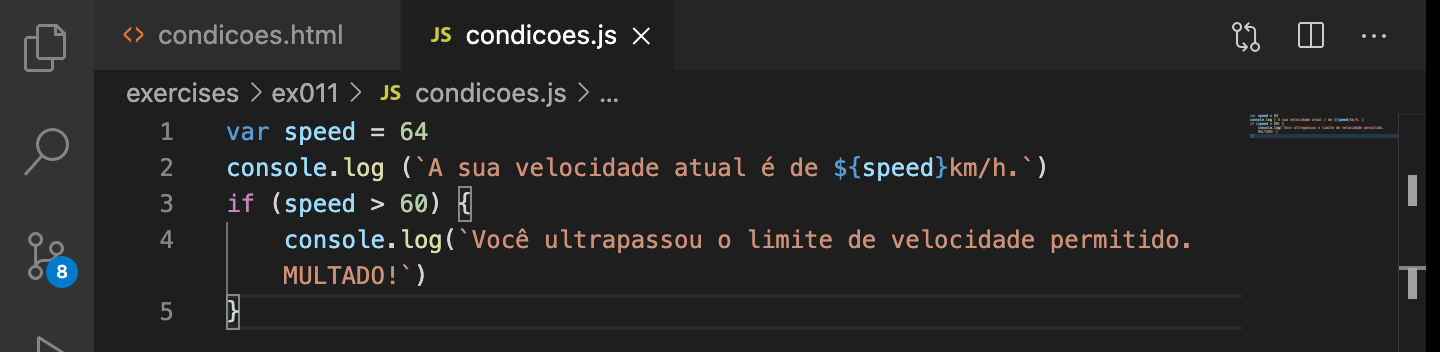 <> condicoes.html
JS condicoes.js ×
exercises > ex011 > JS condicoes.js > ...
1 var speed = 64
2 console.log (`A sua velocidade atual é de ${speed}km/h.`)
3 if (speed > 60) {
4 console.log(`Você ultrapassou o limite de velocidade permitido.
MULTADO!`)
8
5 }